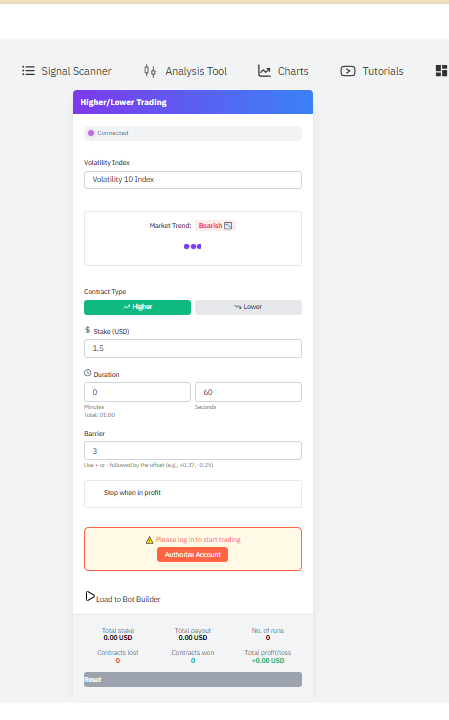 Signal Scanner Analysis Tool Charts Tutorials
Higher/Lower Trading
Connected
Volatility Index
Volatility 10 Index
Market Trend: Bearish
Contract Type
Higher Lower
$ Stake (USD)
1.5
Duration
0 60
Minutes Seconds
Total: 01:00
Barrier
3
Use + or - followed by the offset (e.g., +0.37, -0.25)
Stop when in profit
Please log in to start trading
Authorize Account
Load to Bot Builder
Total stake Total payout No. of runs
0.00 USD 0.00 USD 0
Contracts lost Contracts won Total profit/loss
0 0 +0.00 USD
Reset